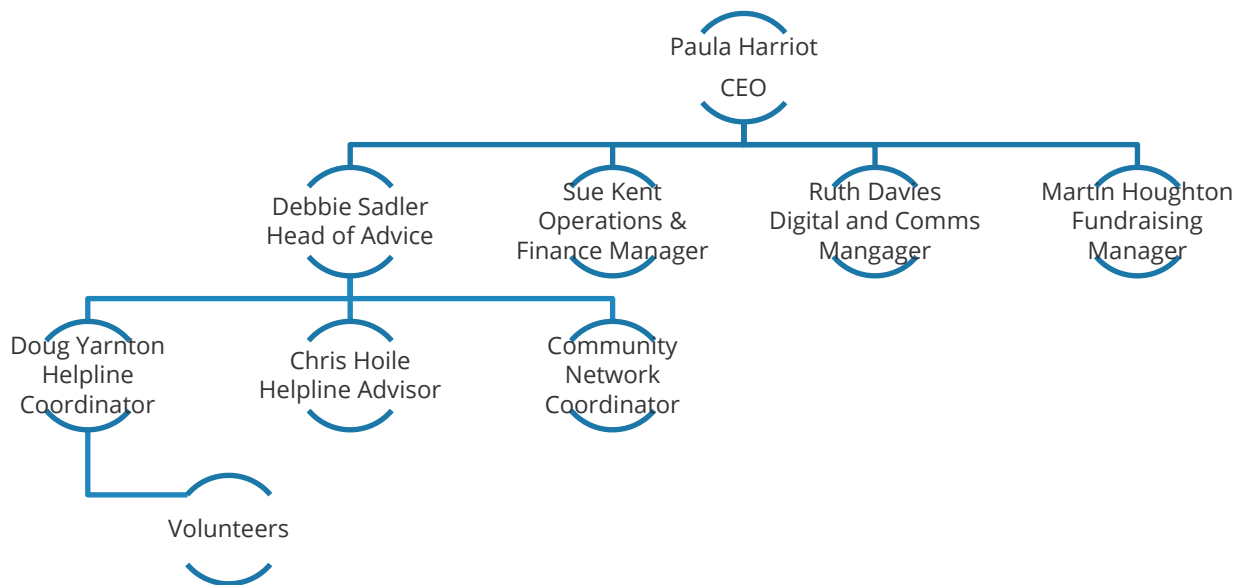 Paula Harriot
CEO
Debbie Sadler
Head of Advice
Sue Kent
Operations &
Finance Manager
Ruth Davies
Digital and Comms
Mangager
Martin Houghton
Fundraising
Manager
Doug Yarnton
Helpline
Coordinator
Chris Hoile
Helpline Advisor
Community
Network
Coordinator
Volunteers